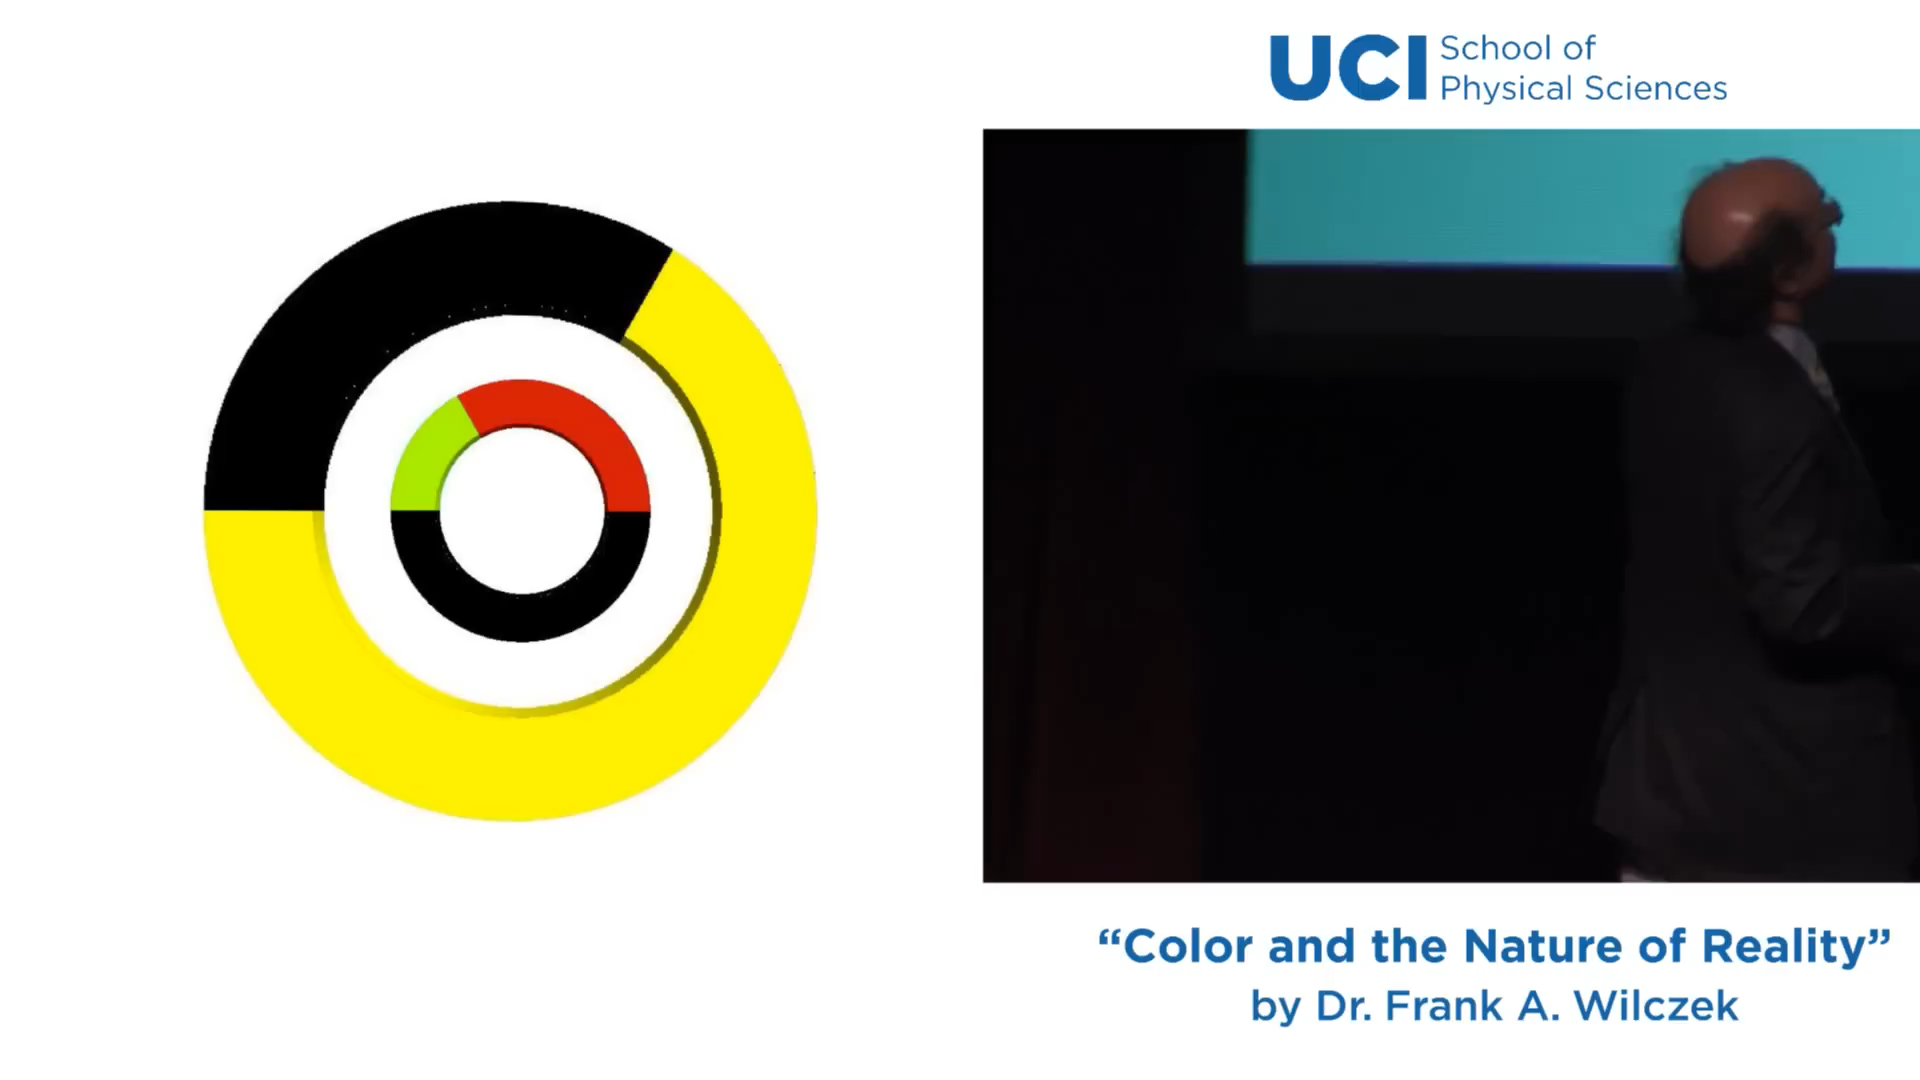 UCI School of
Physical Sciences
“Color and the Nature of Reality”
by Dr. Frank A. Wilczek